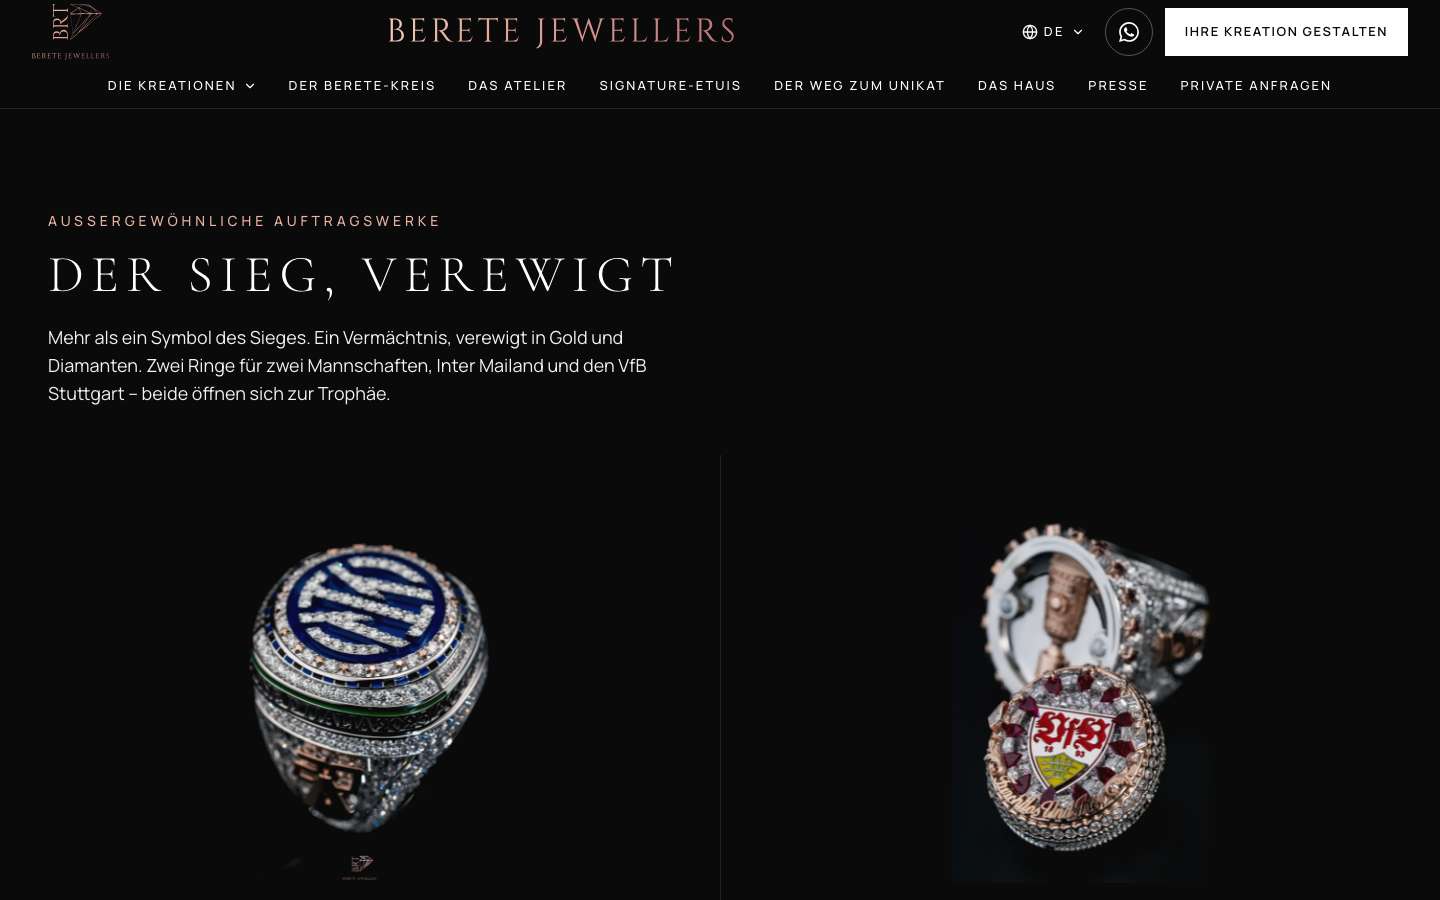 BRT
BERETE JEWELLERS
BERETE JEWELLERS
DE
IHRE KREATION GESTALTEN
DIE KREATIONEN
DER BERETE-KREIS
DAS ATELIER
SIGNATURE-ETUIS
DER WEG ZUM UNIKAT
DAS HAUS
PRESSE
PRIVATE ANFRAGEN
AUSSERGEWÖHNLICHE AUFTRAGSWERKE
DER SIEG, VEREWIGT
Mehr als ein Symbol des Sieges. Ein Vermächtnis, verewigt in Gold und
Diamanten. Zwei Ringe für zwei Mannschaften, Inter Mailand und den VfB
Stuttgart – beide öffnen sich zur Trophäe.
VfB
18 93